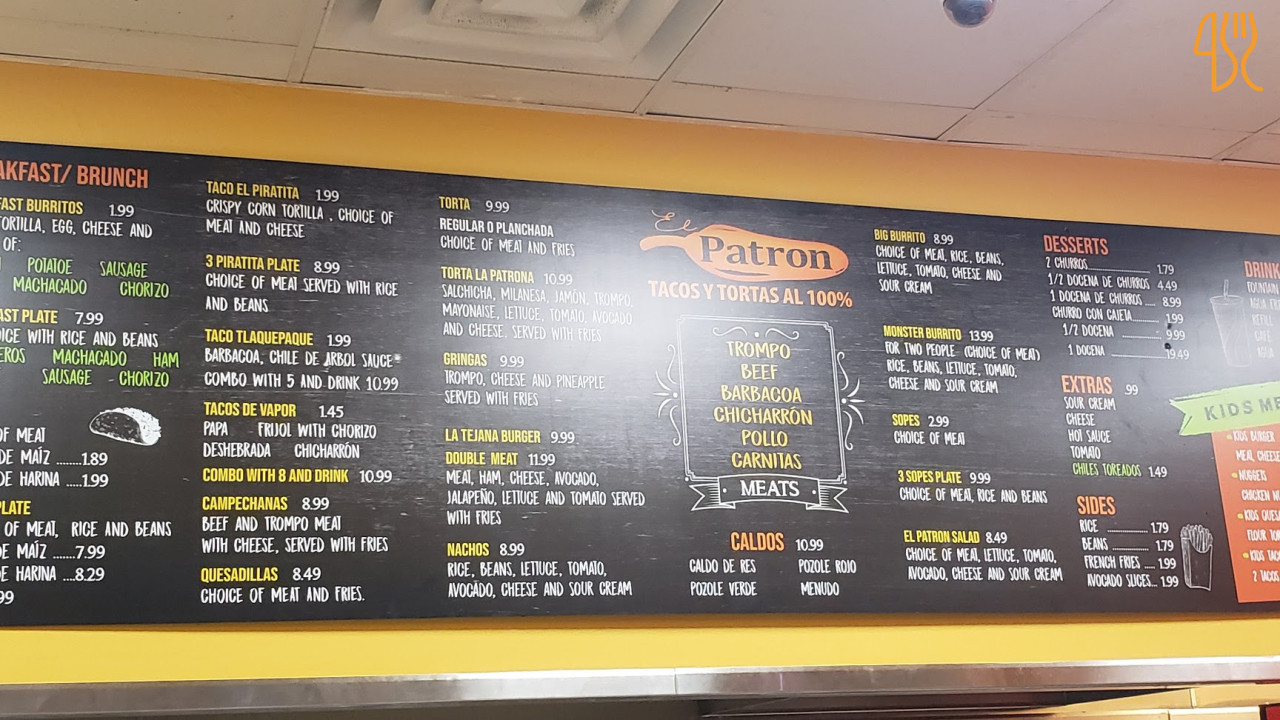 BRUNCH
BURRITOS 1.99
EGG, CHEESE AND
OF:
POTATOE SAUSAGE
MACHACADO CHORIZO
PLATE 7.99
WITH RICE AND BEANS
MACHACADO HAM
SAUSAGE - CHORIZO
OF MEAT
DE MAÍZ .......1.89
DE HARINA ....1.99
OF MEAT, RICE AND BEANS
DE MAÍZ .......7.99
DE HARINA ....8.29
TACO EL PIRATITA 1.99
CRISPY CORN TORTILLA , CHOICE OF
MEAT AND CHEESE
3 PIRATITA PLATE 8.99
CHOICE OF MEAT SERVED WITH RICE
AND BEANS
TACO TLAQUEPAQUE 1.99
BARBACOA, CHILE DE ARBOL SAUCE*
COMBO WITH 5 AND DRINK 10.99
TACOS DE VAPOR 1.45
PAPA FRIJOL WITH CHORIZO
DESHEBRADA CHICHARRÓN
COMBO WITH 8 AND DRINK 10.99
CAMPECHANAS 8.99
BEEF AND TROMPO MEAT
WITH CHEESE, SERVED WITH FRIES
QUESADILLAS 8.49
CHOICE OF MEAT AND FRIES.
TORTA 9.99
REGULAR O PLANCHADA
CHOICE OF MEAT AND FRIES
TORTA LA PATRONA 10.99
SALCHICHA, MILANESA, JAMÓN, TROMPO,
MAYONAISE, LETTUCE, TOMATO, AVOCADO
AND CHEESE, SERVED WITH FRIES
GRINGAS 9.99
TROMPO, CHEESE AND PINEAPPLE
SERVED WITH FRIES
LA TEJANA BURGER 9.99
DOUBLE MEAT 11.99
MEAT, HAM, CHEESE, AVOCADO,
JALAPEÑO, LETTUCE AND TOMATO SERVED
WITH FRIES
NACHOS 8.99
RICE, BEANS, LETTUCE, TOMATO,
AVOCADO, CHEESE AND SOUR CREAM
El
Patron
TACOS Y TORTAS AL 100%
TROMPO
BEEF
BARBACOA
CHICHARRÓN
POLLO
CARNITAS
MEATS
CALDOS 10.99
CALDO DE RES POZOLE ROJO
POZOLE VERDE MENUDO
BIG BURRITO 8.99
CHOICE OF MEAT, RICE, BEANS,
LETTUCE, TOMATO, CHEESE AND
SOUR CREAM
MONSTER BURRITO 13.99
FOR TWO PEOPLE (CHOICE OF MEAT)
RICE, BEANS, LETTUCE, TOMATO,
CHEESE AND SOUR CREAM
SOPES 2.99
CHOICE OF MEAT
3 SOPES PLATE 9.99
CHOICE OF MEAT, RICE AND BEANS
EL PATRON SALAD 8.49
CHOICE OF MEAT, LETTUCE, TOMATO,
AVOCADO, CHEESE AND SOUR CREAM
DESSERTS
2 CHURROS 1.79
1/2 DOCENA DE CHURROS 4.49
1 DOCENA DE CHURROS .... 8.99
CHURRO CON CAJETA 1.99
1/2 DOCENA 9.99
1 DOCENA 19.49
EXTRAS .99
SOUR CREAM
CHEESE
HOT SAUCE
TOMATO
CHILES TOREADOS 1.49
SIDES
RICE 1.79
BEANS 1.79
FRENCH FRIES ..... 1.99
AVOCADO SLICES... 1.99
KIDS
KIDS BURGER
MEAT, CHEESE
NUGGETS
CHICKEN
KIDS
2 TACOS